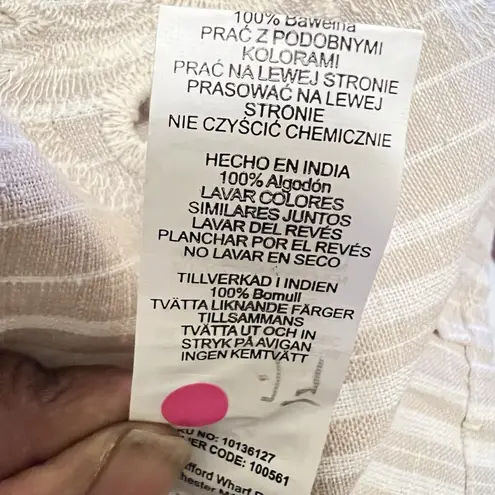 100% Bawełna
PRAĆ Z PODOBNYMI
KOLORAMI
PRAĆ NA LEWEJ STRONIE
PRASOWAĆ NA LEWEJ
STRONIE
NIE CZYŚCIĆ CHEMICZNIE
HECHO EN INDIA
100% Algodón
LAVAR COLORES
SIMILARES JUNTOS
LAVAR DEL REVÉS
PLANCHAR POR EL REVÉS
NO LAVAR EN SECO
TILLVERKAD I INDIEN
100% Bomull
TVÄTTA LIKNANDE FÄRGER
TILLSAMMANS
TVÄTTA UT OCH IN
STRYK PÅ AVIGAN
INGEN KEMTVÄTT
NO: 10136127
CODE: 100561
Wharf